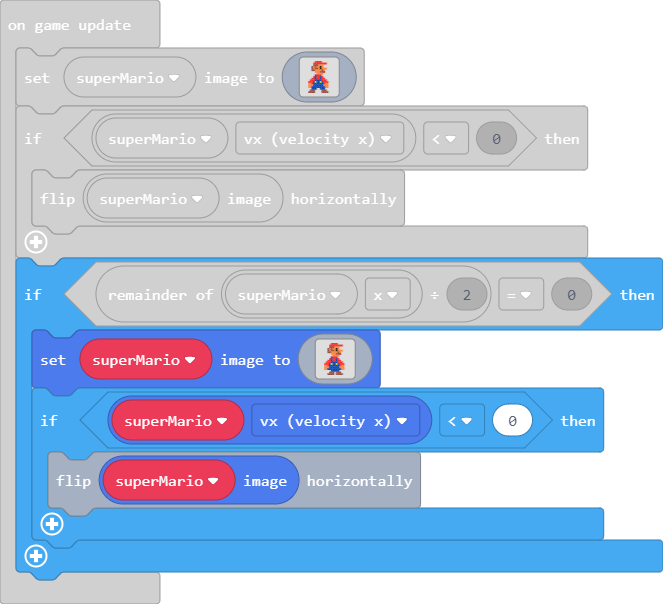 on game update
set superMario image to
if superMario vx (velocity x) < 0 then
flip superMario image horizontally
if remainder of superMario x ÷ 2 = 0 then
set superMario image to
if superMario vx (velocity x) < 0 then
flip superMario image horizontally